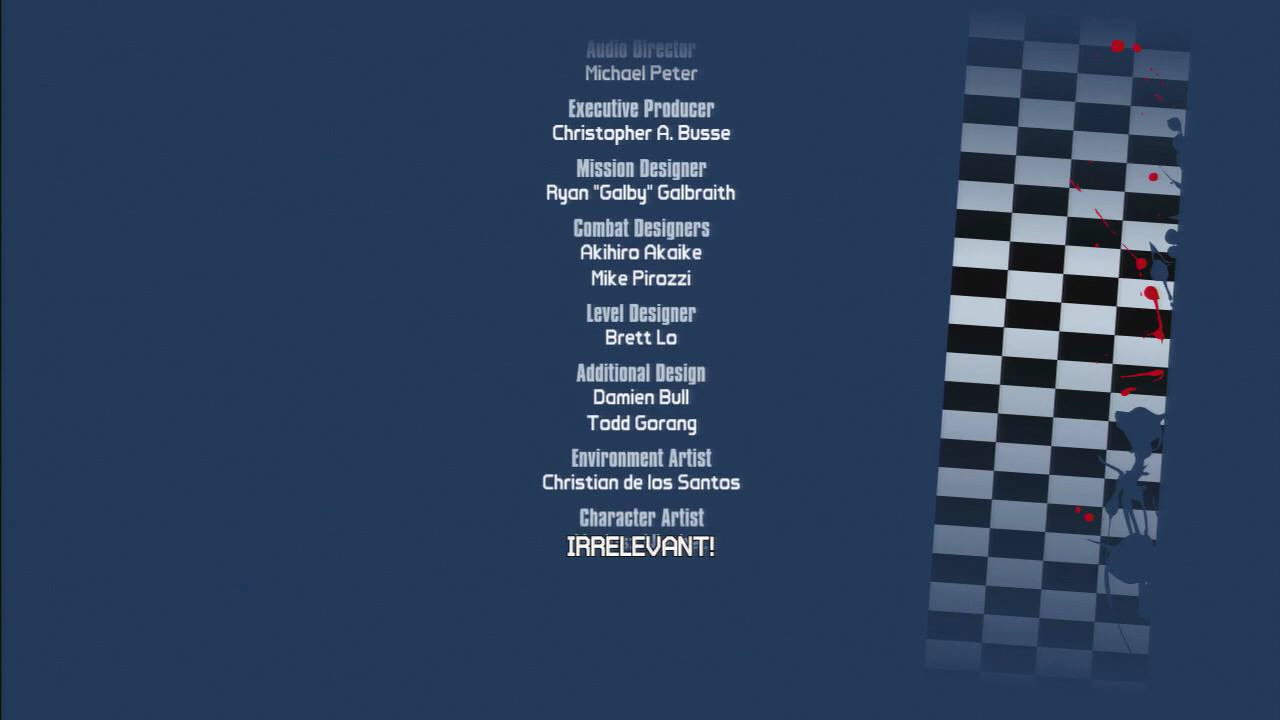 Audio Director
Michael Peter
Executive Producer
Christopher A. Busse
Mission Designer
Ryan "Galby" Galbraith
Combat Designers
Akihiro Akaike
Mike Pirozzi
Level Designer
Brett Lo
Additional Design
Damien Bull
Todd Gorang
Environment Artist
Christian de los Santos
Character Artist
IRRELEVANT!